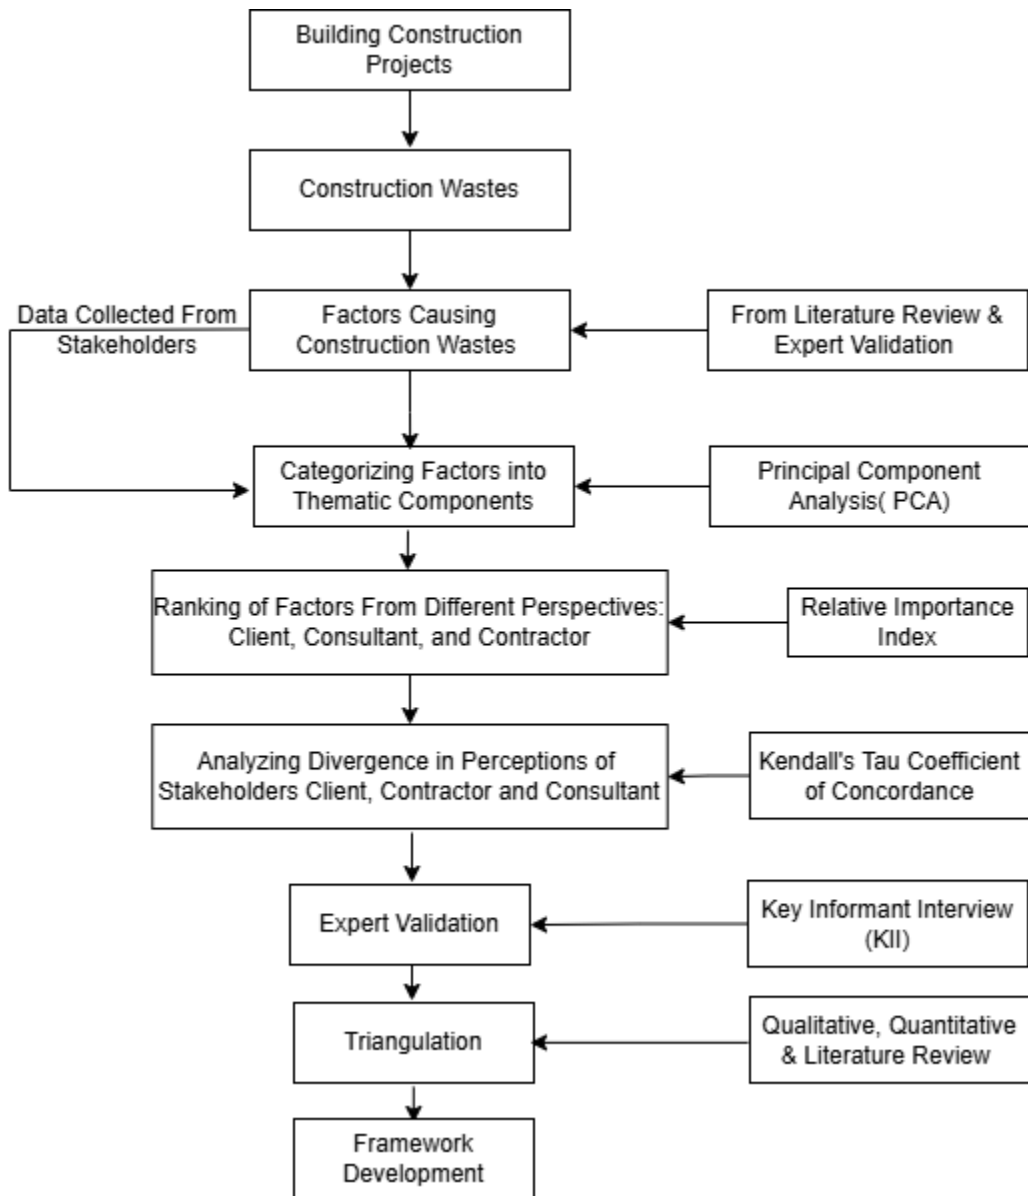 Building Construction
Projects
Construction Wastes
Data Collected From
Stakeholders
Factors Causing
Construction Wastes
From Literature Review &
Expert Validation
Categorizing Factors into
Thematic Components
Principal Component
Analysis( PCA)
Ranking of Factors From Different Perspectives:
Client, Consultant, and Contractor
Relative Importance
Index
Analyzing Divergence in Perceptions of
Stakeholders Client, Contractor and Consultant
Kendall's Tau Coefficient
of Concordance
Expert Validation
Key Informant Interview
(KII)
Triangulation
Qualitative, Quantitative
& Literature Review
Framework
Development